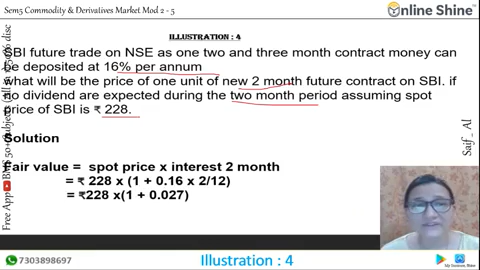 Sem5 Commodity & Derivatives Market Mod 2 - 5
Online Shine
ILLUSTRATION : 4
SBI future trade on NSE as one two and three month contract money can
be deposited at 16% per annum
what will be the price of one unit of new 2 month future contract on SBI. if
no dividend are expected during the two month period assuming spot
price of SBI is ₹ 228.
Solution
Fair value = spot price x interest 2 month
= ₹ 228 x (1 + 0.16 x 2/12)
= ₹228 x(1 + 0.027)
Saif_Al
7303898697
Illustration : 4